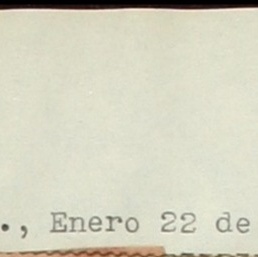 ., Enero 22 de